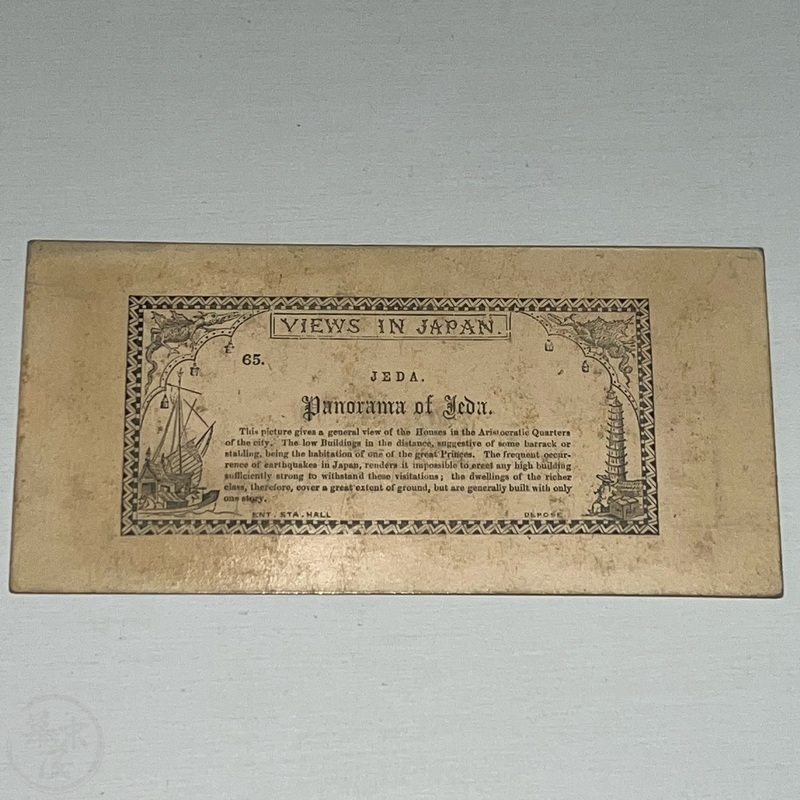 VIEWS IN JAPAN.
65.
JEDA.
Panorama of Jeda.
This picture gives a general view of the Houses in the Aristocratic Quarters
of the city. The low Buildings in the distance, suggestive of some barrack or
stalding, being the habitation of one of the great Princes. The frequent occur-
rence of earthquakes in Japan, renders it impossible to erect any high building
sufficiently strong to withstand these visitations; the dwellings of the richer
class, therefore, cover a great extent of ground, but are generally built with only
one story.
ENT. STA. HALL
DEPOSE